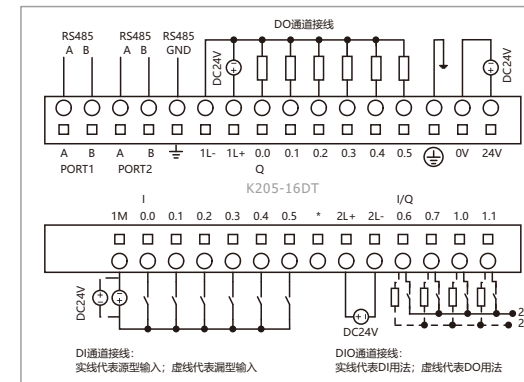 DO通道接线
RS485 RS485 RS485
A B A B GND
DC24V
DC24V
A B A B 1L- 1L+ 0.0 0.1 0.2 0.3 0.4 0.5 0V 24V
PORT1 PORT2 Q
K205-16DT
I I/Q
1M 0.0 0.1 0.2 0.3 0.4 0.5 * 2L+ 2L- 0.6 0.7 1.0 1.1
DC24V
DC24V
2
2
DI通道接线:
实线代表源型输入;虚线代表漏型输入
DIO通道接线:
实线代表DI用法;虚线代表DO用法